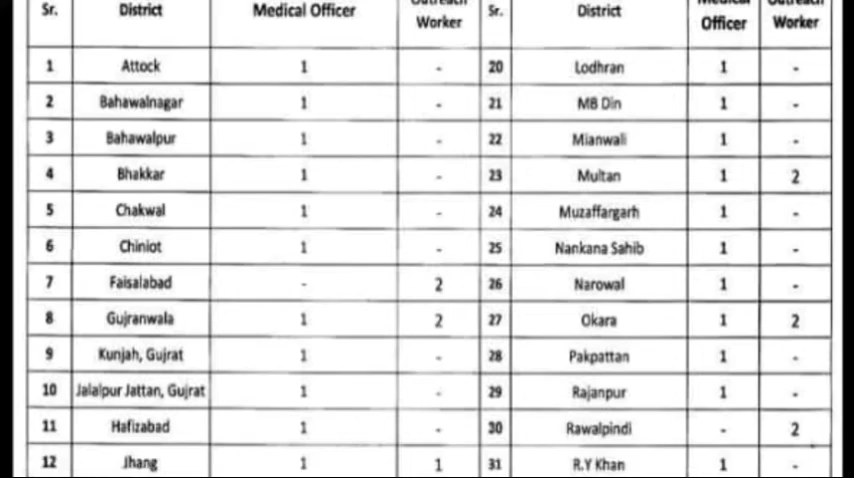 Sr. District Medical Officer Outreach Worker Sr. District Medical Officer Outreach Worker
1 Attock 1 - 20 Lodhran 1 -
2 Bahawalnagar 1 - 21 MB Din 1 -
3 Bahawalpur 1 - 22 Mianwali 1 -
4 Bhakkar 1 - 23 Multan 1 2
5 Chakwal 1 - 24 Muzaffargarh 1 -
6 Chiniot 1 - 25 Nankana Sahib 1 -
7 Faisalabad - 2 26 Narowal 1 -
8 Gujranwala 1 2 27 Okara 1 2
9 Kunjah, Gujrat 1 - 28 Pakpattan 1 -
10 Jalalpur Jattan, Gujrat 1 - 29 Rajanpur 1 -
11 Hafizabad 1 - 30 Rawalpindi - 2
12 Jhang 1 1 31 R.Y Khan 1 -